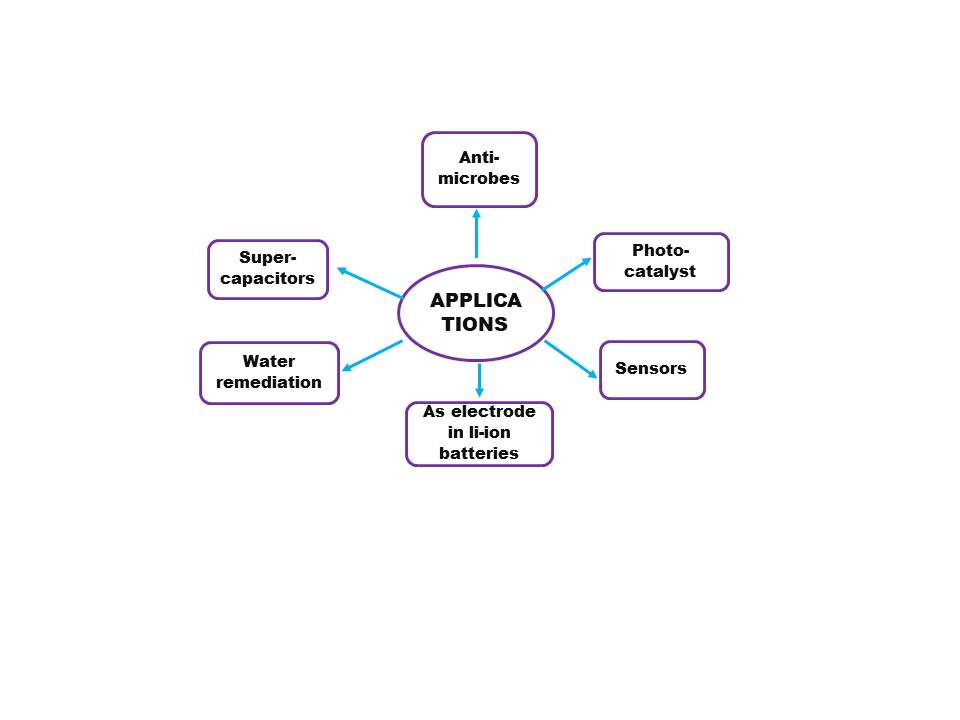 Anti-
microbes
Super-
capacitors
Photo-
catalyst
APPLICA
TIONS
Water
remediation
Sensors
As electrode
in li-ion
batteries